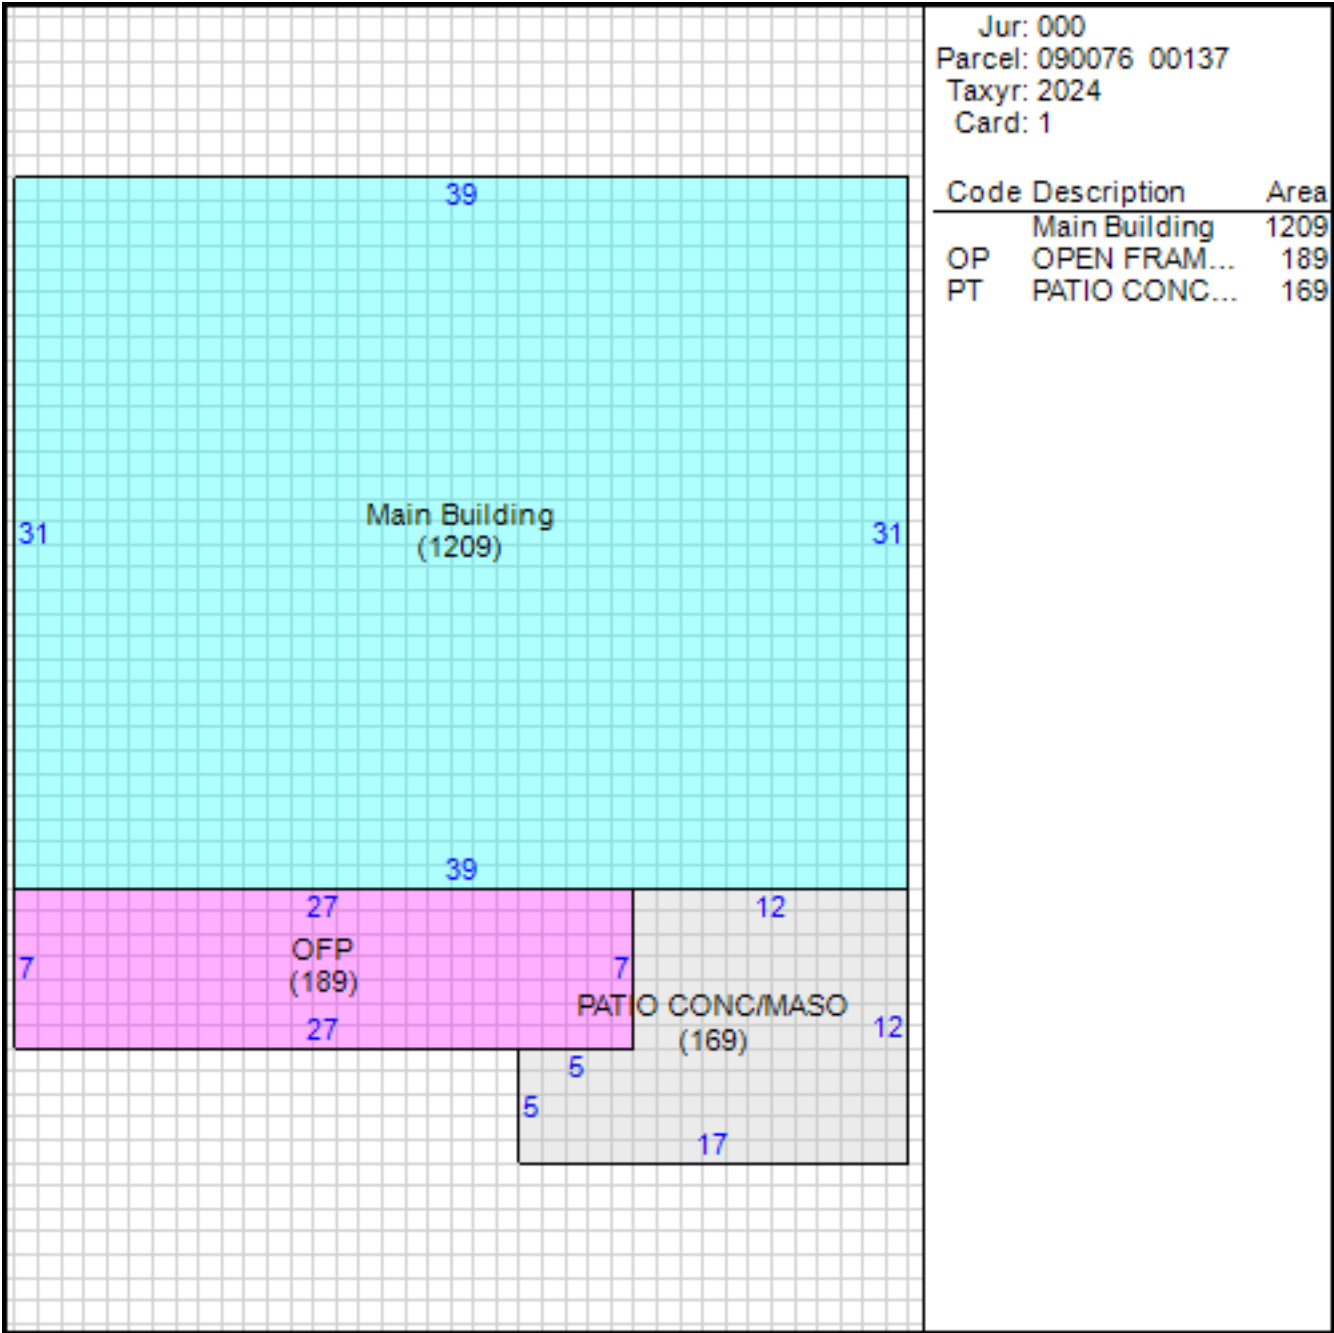 Jur: 000
Parcel: 090076 00137
Taxyr: 2024
Card: 1
Code Description Area
Main Building 1209
OP OPEN FRAM... 189
PT PATIO CONC... 169
39
31
Main Building
(1209)
31
39
27
12
OFP
(189)
7
7
27
PATIO CONC/MASO
(169)
12
5
5
17